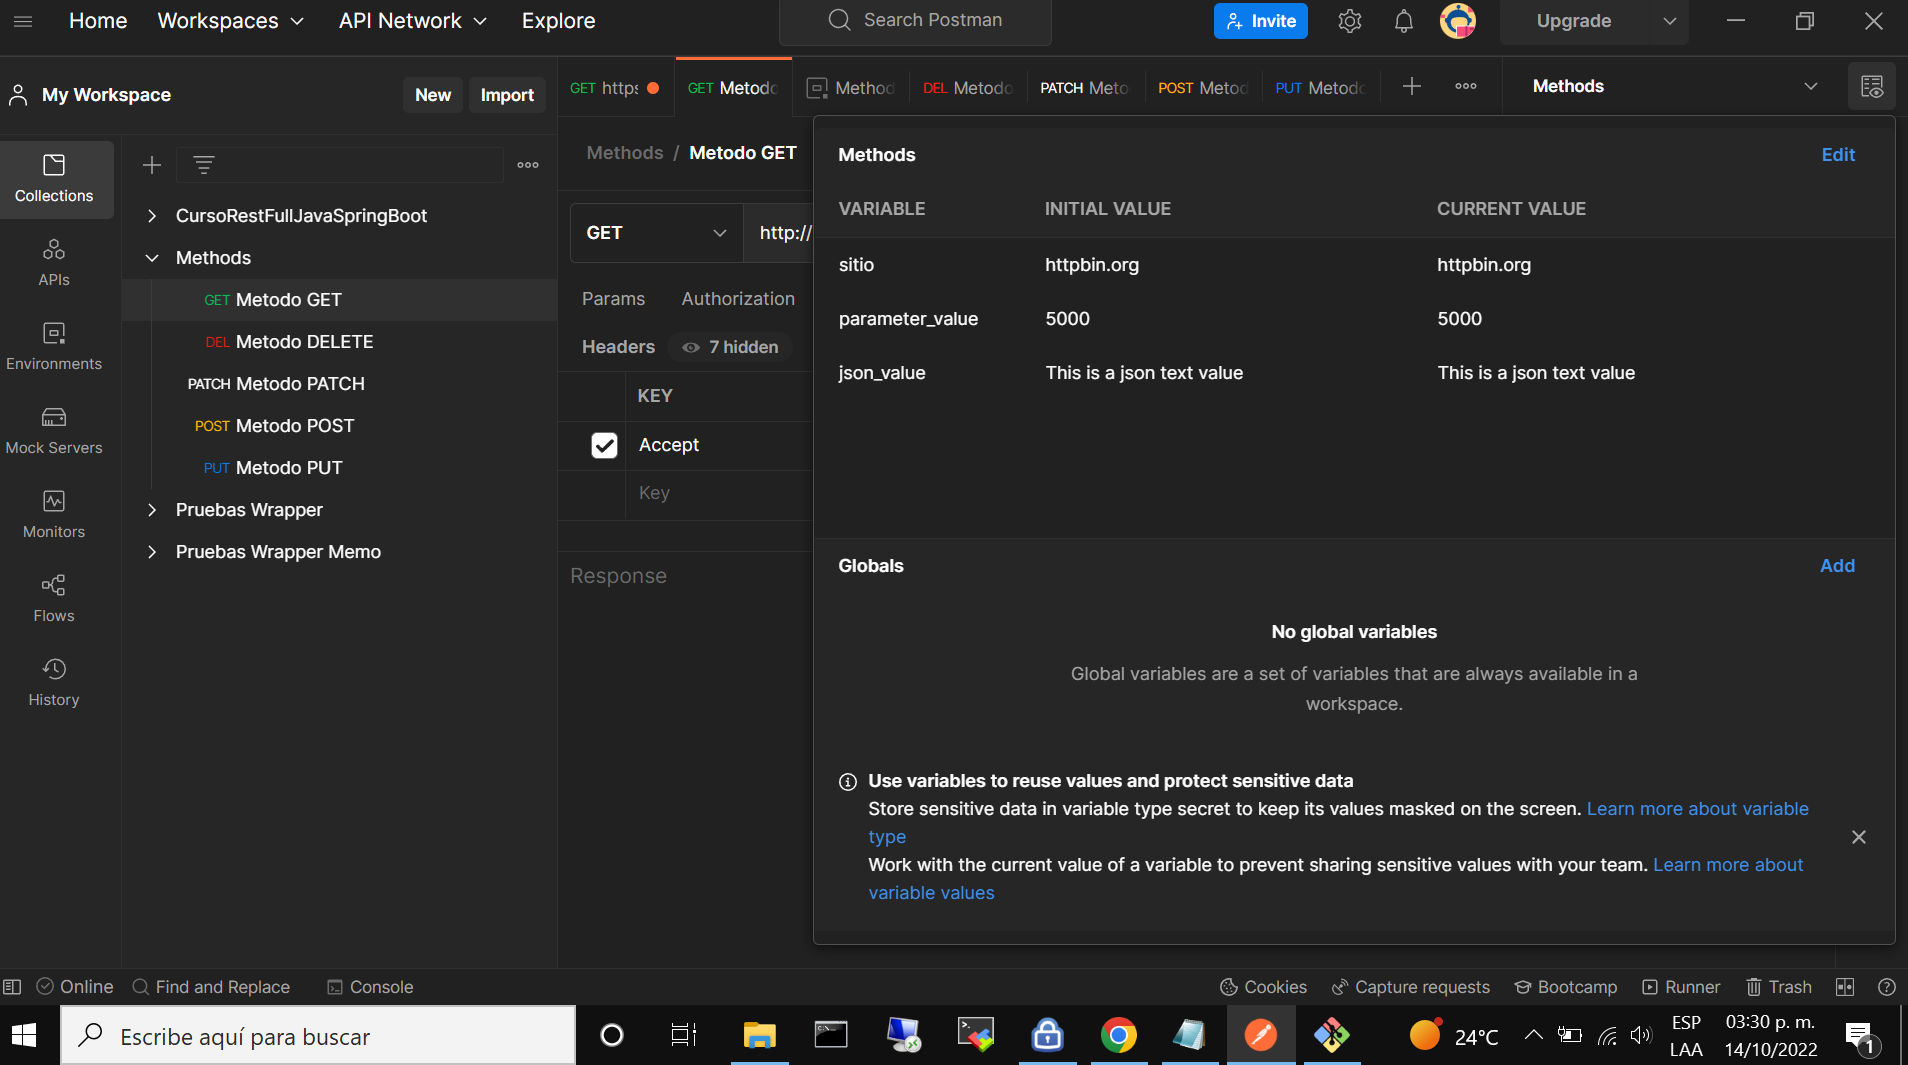 Home Workspaces API Network Explore Search Postman Invite Upgrade
My Workspace New Import GET https GET Metodo Method DEL Metodo PATCH Meto POST Metod PUT Metodo Methods
Collections
APIs
Environments
Mock Servers
Monitors
Flows
History
CursoRestFullJavaSpringBoot
Methods
GET Metodo GET
DEL Metodo DELETE
PATCH Metodo PATCH
POST Metodo POST
PUT Metodo PUT
Pruebas Wrapper
Pruebas Wrapper Memo
Methods / Metodo GET
GET http://
Params Authorization
Headers 7 hidden
KEY
Accept
Key
Response
Methods Edit
VARIABLE INITIAL VALUE CURRENT VALUE
sitio httpbin.org httpbin.org
parameter_value 5000 5000
json_value This is a json text value This is a json text value
Globals Add
No global variables
Global variables are a set of variables that are always available in a
workspace.
Use variables to reuse values and protect sensitive data
Store sensitive data in variable type secret to keep its values masked on the screen. Learn more about variable
type
Work with the current value of a variable to prevent sharing sensitive values with your team. Learn more about
variable values
Online Find and Replace Console Cookies Capture requests Bootcamp Runner Trash
Escribe aquí para buscar 24°C ESP 03:30 p. m.
LAA 14/10/2022 1